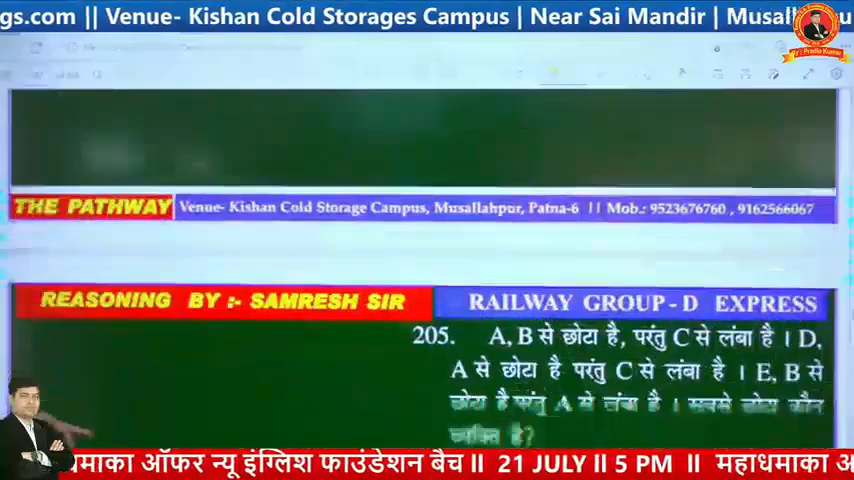 gs.com || Venue- Kishan Cold Storages Campus | Near Sai Mandir | Musall
THE PATHWAY Venue- Kishan Cold Storage Campus, Musallahpur, Patna-6 || Mob.: 9523676760 , 9162566067
REASONING BY :- SAMRESH SIR RAILWAY GROUP - D EXPRESS
205. A, B से छोटा है, परंतु C से लंबा है । D,
A से छोटा है परंतु C से लंबा है । E, B से
छोटा है परंतु A से लंबा है । सबसे छोटा कौन
व्यक्ति है?
धमाका ऑफर न्यू इंग्लिश फाउंडेशन बैच II 21 JULY II 5 PM II महाधमाका